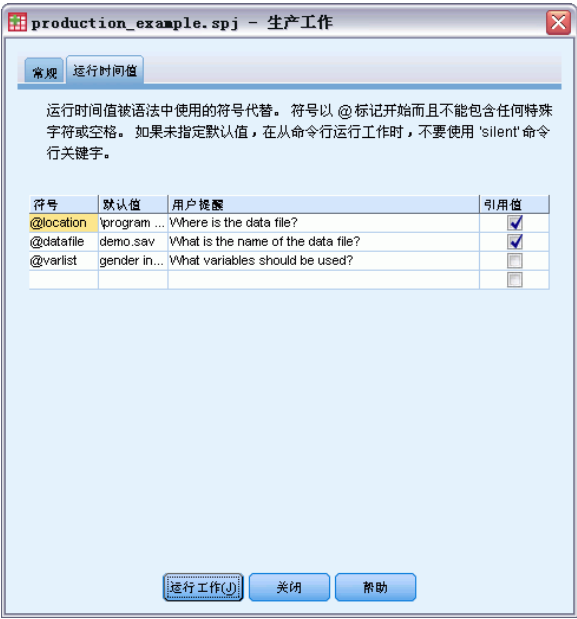 production_example.spj - 生产工作
常规 运行时间值
运行时间值被语法中使用的符号代替。 符号以 @ 标记开始而且不能包含任何特殊
字符或空格。 如果未指定默认值，在从命令行运行工作时，不要使用 'silent' 命令
行关键字。
符号 默认值 用户提醒 引用值
@location \program ... Where is the data file?
@datafile demo.sav What is the name of the data file?
@varlist gender in... What variables should be used?
运行工作(J) 关闭 帮助